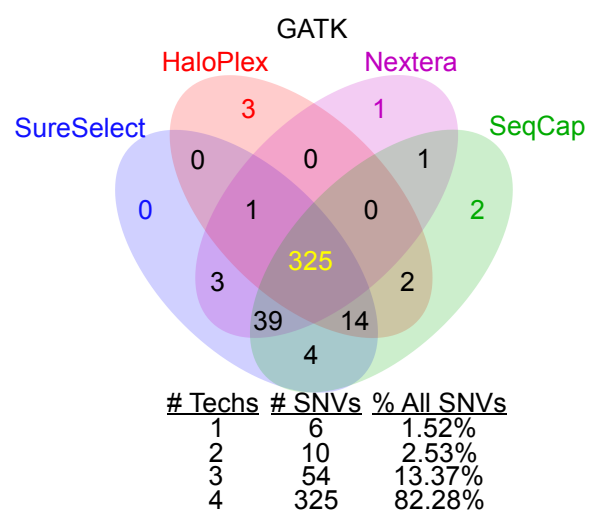 GATK
HaloPlex Nextera
SureSelect SeqCap
3 1
0 0 1
0 1 0 2
325
3 2
39 14
4
# Techs # SNVs % All SNVs
1 6 1.52%
2 10 2.53%
3 54 13.37%
4 325 82.28%